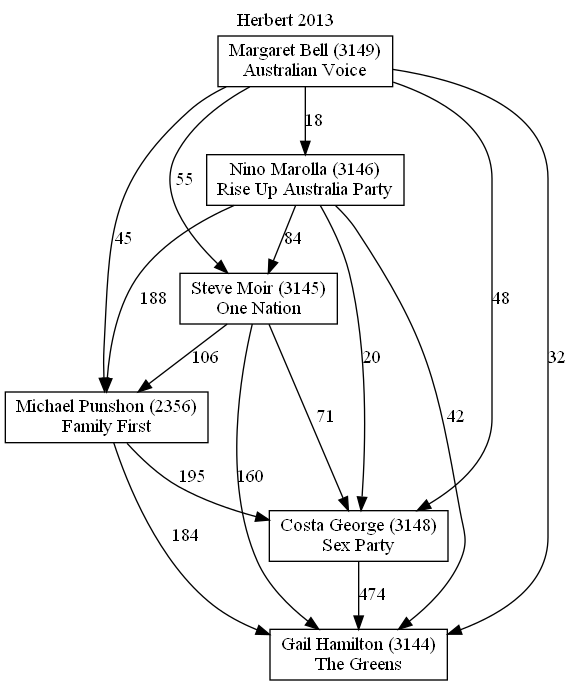 Herbert 2013
Margaret Bell (3149)
Australian Voice
18
Nino Marolla (3146)
Rise Up Australia Party
55
45
84
188
48
Steve Moir (3145)
One Nation
106
20
32
Michael Punshon (2356)
Family First
71
42
195
160
Costa George (3148)
Sex Party
184
474
Gail Hamilton (3144)
The Greens